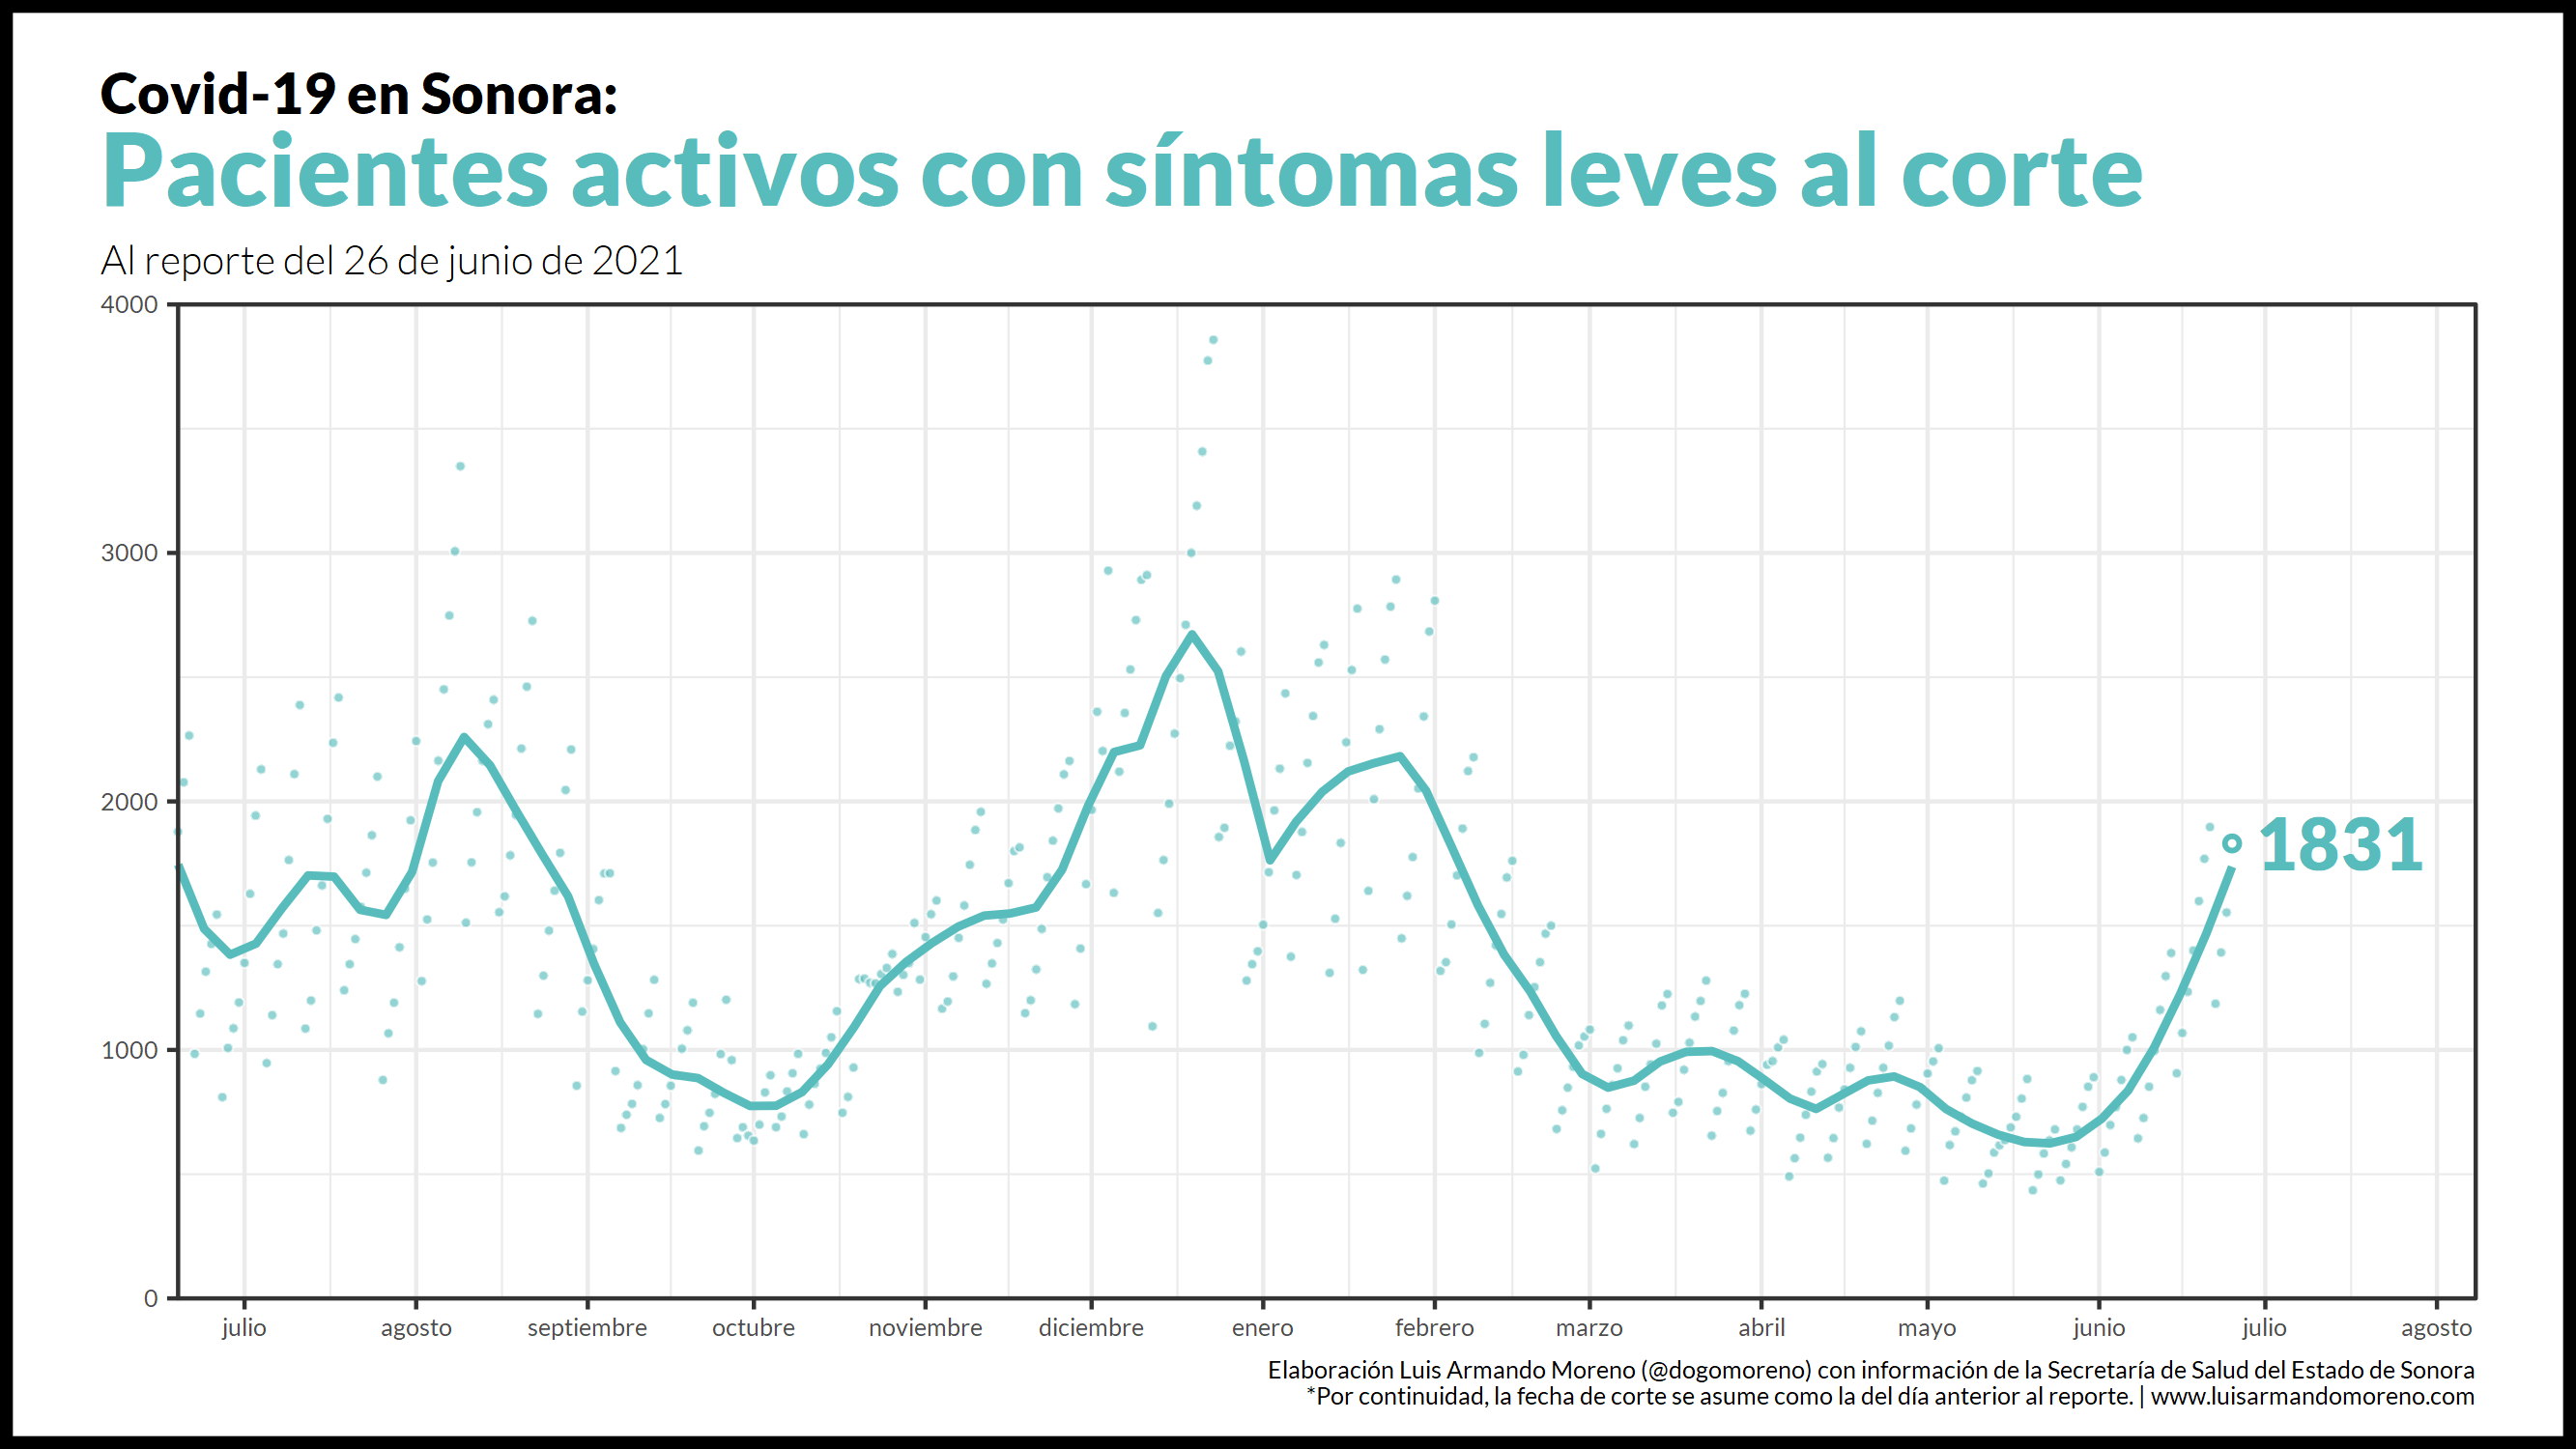 Covid-19 en Sonora:
Pacientes activos con síntomas leves al corte
Al reporte del 26 de junio de 2021
4000
3000
2000
1000
0
1831
julio agosto septiembre octubre noviembre diciembre enero febrero marzo abril mayo junio julio agosto
Elaboración Luis Armando Moreno (@dogomoreno) con información de la Secretaría de Salud del Estado de Sonora
*Por continuidad, la fecha de corte se asume como la del día anterior al reporte. | www.luisarmandomoreno.com